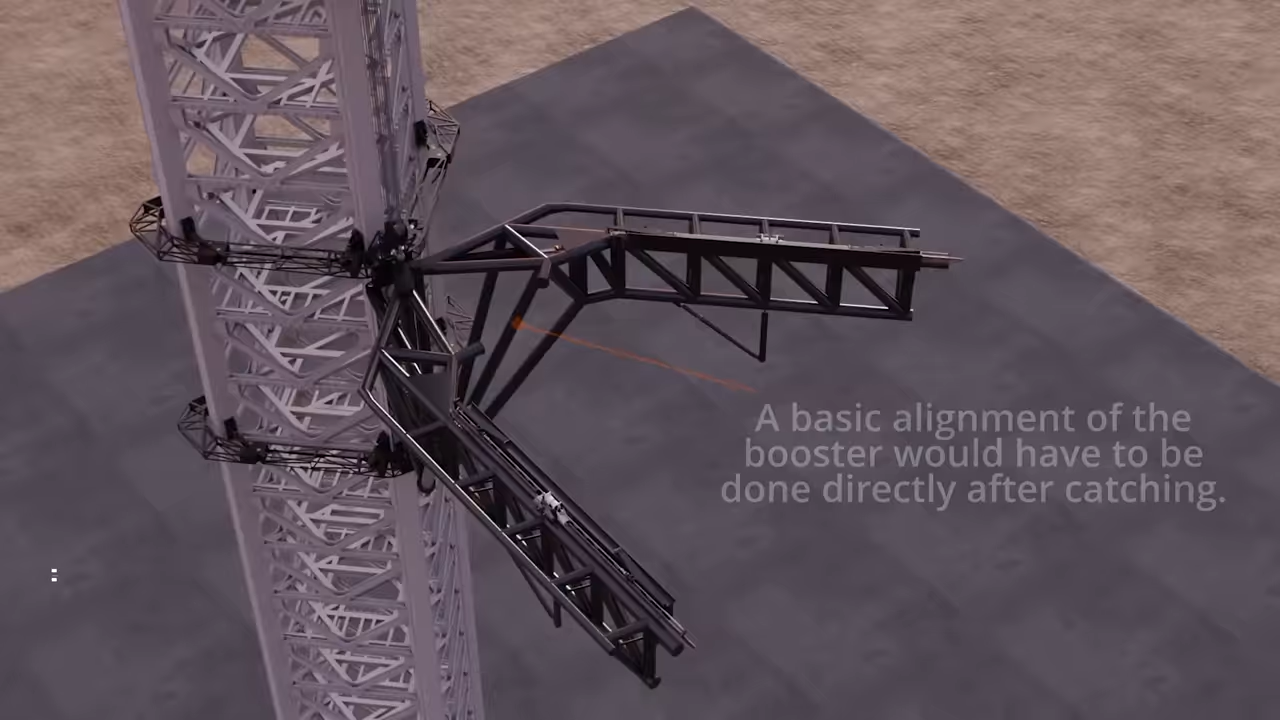 A basic alignment of the
booster would have to be
done directly after catching.